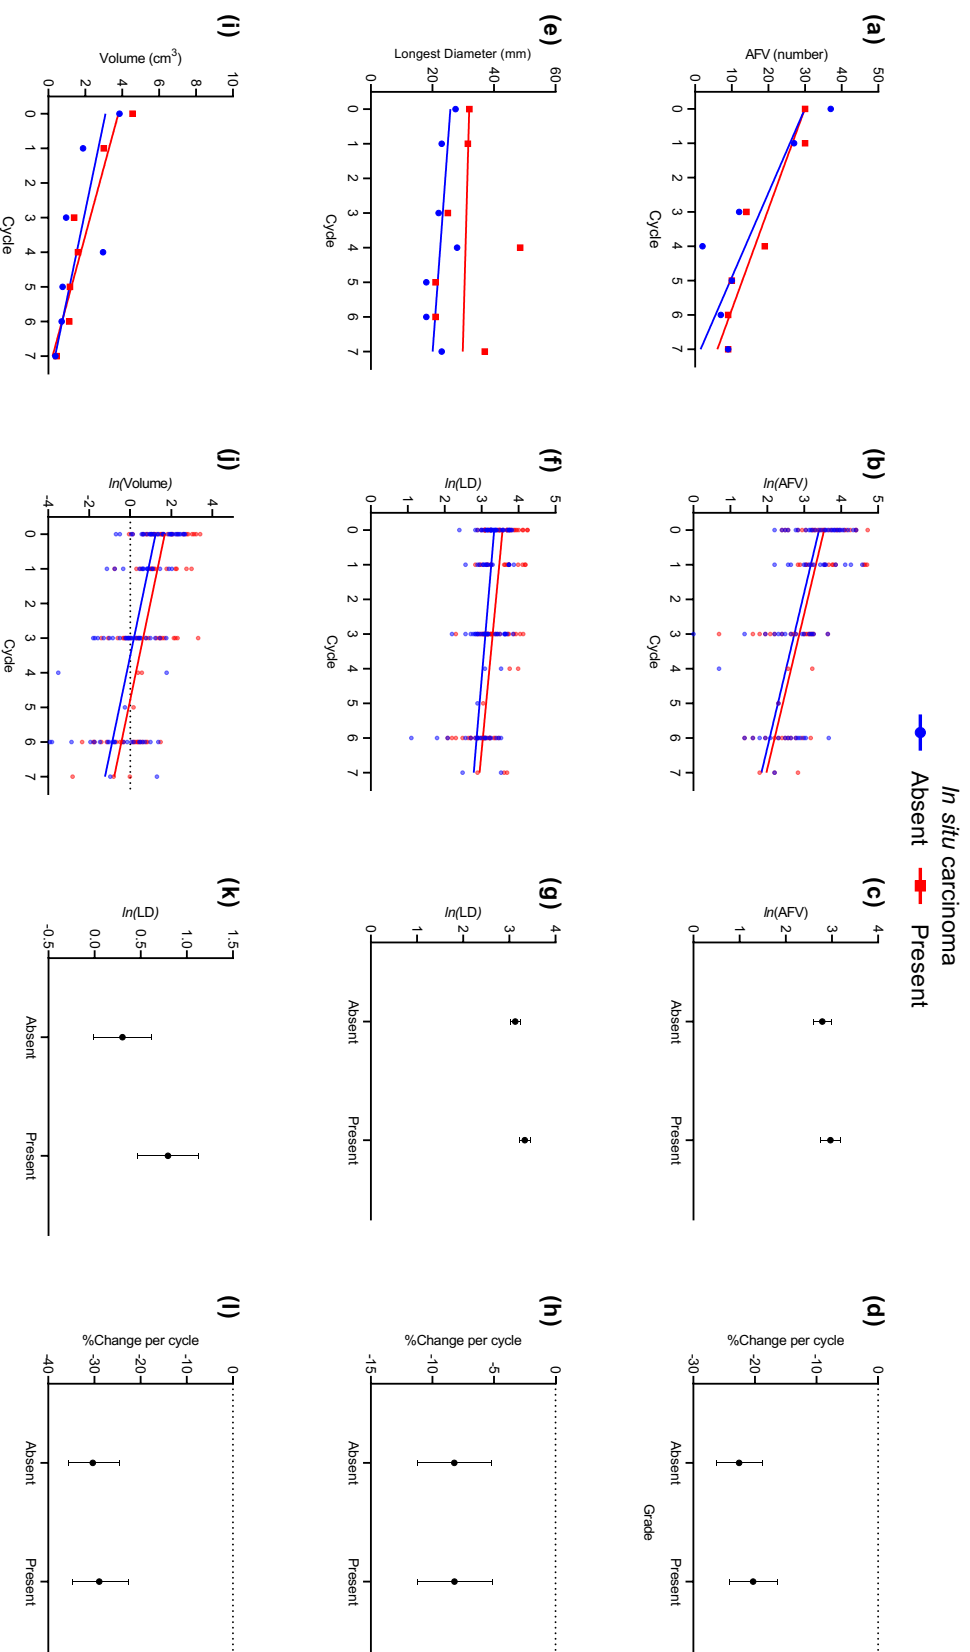 In situ carcinoma
Absent Present
(a)
AFV (number)
0 10 20 30 40 50
0 1 2 3 4 5 6 7
Cycle
(b)
ln(AFV)
0 1 2 3 4 5
0 1 2 3 4 5 6 7
(c)
ln(AFV)
0 1 2 3 4
Absent Present
(d)
%Change per cycle
-30 -20 -10 0
Absent Present
Grade
(e)
Longest Diameter (mm)
0 20 40 60
0 1 2 3 4 5 6 7
Cycle
(f)
ln(LD)
0 1 2 3 4 5
0 1 2 3 4 5 6 7
(g)
ln(LD)
0 1 2 3 4
Absent Present
(h)
%Change per cycle
-15 -10 -5 0
Absent Present
(i)
Volume (cm3)
0 2 4 6 8 10
0 1 2 3 4 5 6 7
Cycle
(j)
ln(Volume)
-4 -2 0 2 4
0 1 2 3 4 5 6 7
Cycle
(k)
ln(LD)
-0.5 0.0 0.5 1.0 1.5
Absent Present
(l)
%Change per cycle
-40 -30 -20 -10 0
Absent Present